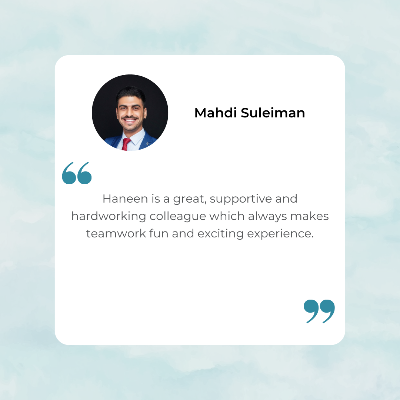 Mahdi Suleiman
“
Haneen is a great, supportive and
hardworking colleague which always makes
teamwork fun and exciting experience.
”